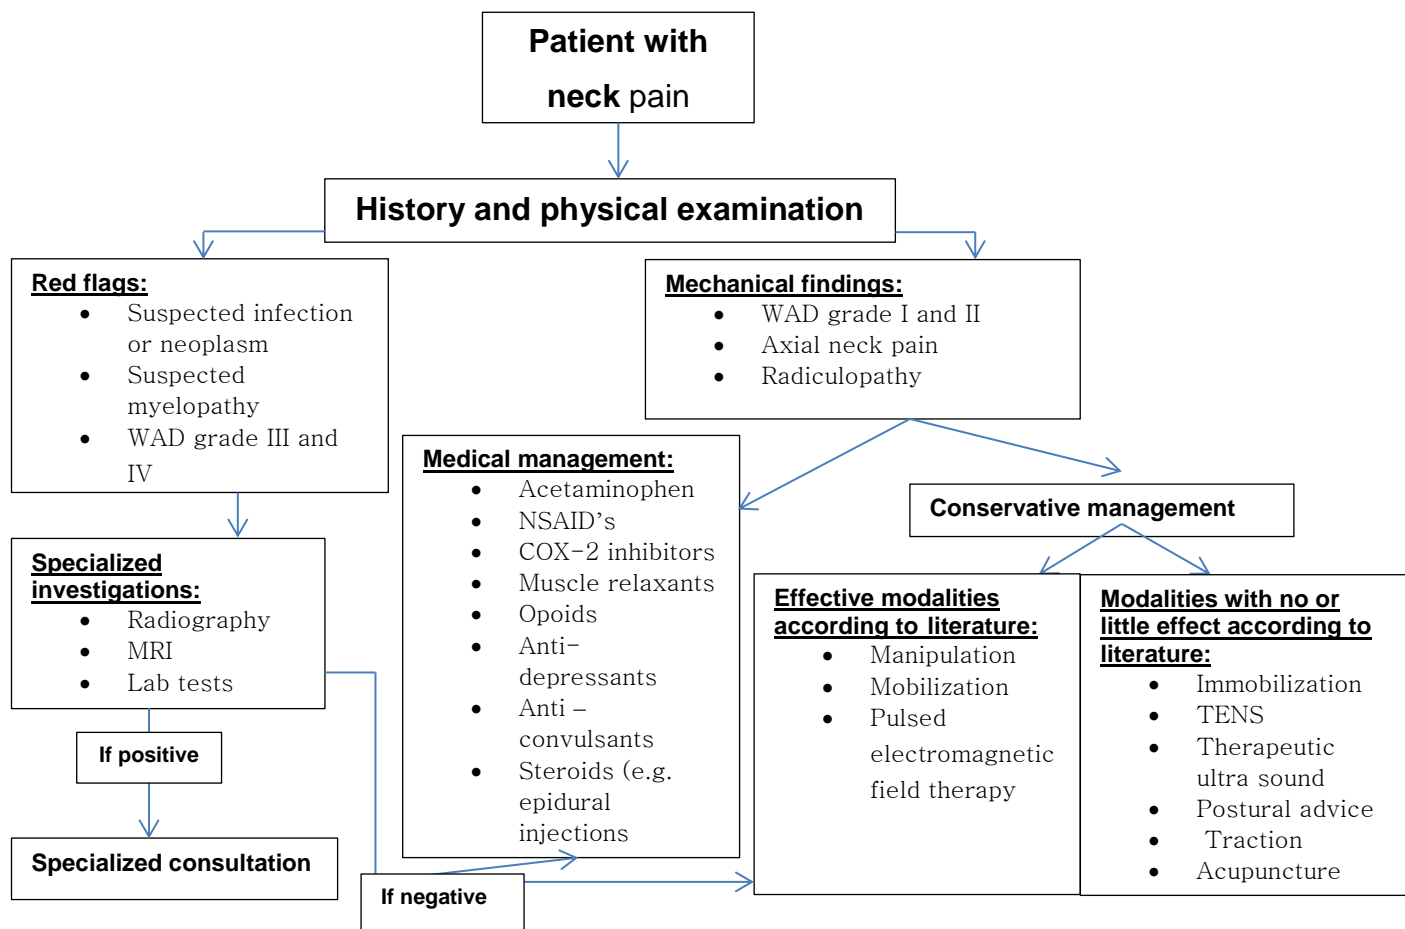 Patient with
neck pain
History and physical examination
Red flags:
• Suspected infection
or neoplasm
• Suspected
myelopathy
• WAD grade III and
IV
Mechanical findings:
• WAD grade I and II
• Axial neck pain
• Radiculopathy
Medical management:
• Acetaminophen
• NSAID’s
• COX-2 inhibitors
• Muscle relaxants
• Opoids
• Anti-
depressants
• Anti –
convulsants
• Steroids (e.g.
epidural
injections
Conservative management
Specialized
investigations:
• Radiography
• MRI
• Lab tests
Effective modalities
according to literature:
• Manipulation
• Mobilization
• Pulsed
electromagnetic
field therapy
Modalities with no or
little effect according to
literature:
• Immobilization
• TENS
• Therapeutic
ultra sound
• Postural advice
• Traction
• Acupuncture
If positive
Specialized consultation
If negative